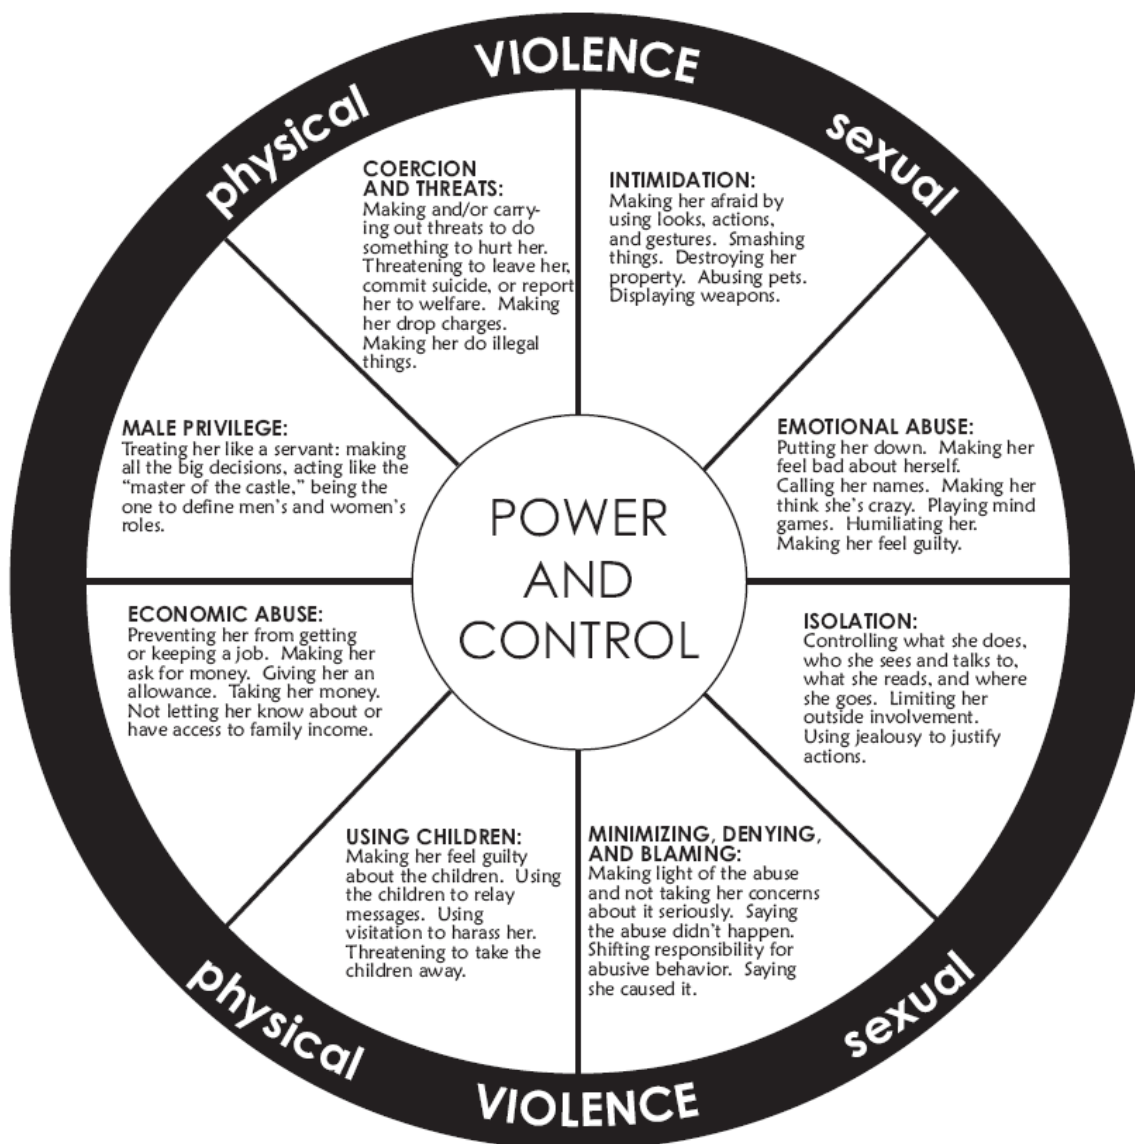 physical
VIOLENCE
sexual
COERCION
AND THREATS:
Making and/or carry-
ing out threats to do
something to hurt her.
Threatening to leave her,
commit suicide, or report
her to welfare.  Making
her drop charges.
Making her do illegal
things.
INTIMIDATION:
Making her afraid by
using looks, actions,
and gestures.  Smashing
things.  Destroying her
property.  Abusing pets.
Displaying weapons.
MALE PRIVILEGE:
Treating her like a servant: making
all the big decisions, acting like the
“master of the castle,” being the
one to define men’s and women’s
roles.
EMOTIONAL ABUSE:
Putting her down.  Making her
feel bad about herself.
Calling her names.  Making her
think she’s crazy.  Playing mind
games.  Humiliating her.
Making her feel guilty.
POWER
AND
CONTROL
ECONOMIC ABUSE:
Preventing her from getting
or keeping a job.  Making her
ask for money.  Giving her an
allowance.  Taking her money.
Not letting her know about or
have access to family income.
ISOLATION:
Controlling what she does,
who she sees and talks to,
what she reads, and where
she goes.  Limiting her
outside involvement.
Using jealousy to justify
actions.
USING CHILDREN:
Making her feel guilty
about the children.  Using
the children to relay
messages.  Using
visitation to harass her.
Threatening to take the
children away.
MINIMIZING, DENYING,
AND BLAMING:
Making light of the abuse
and not taking her concerns
about it seriously.  Saying
the abuse didn’t happen.
Shifting responsibility for
abusive behavior.  Saying
she caused it.
physical
VIOLENCE
sexual